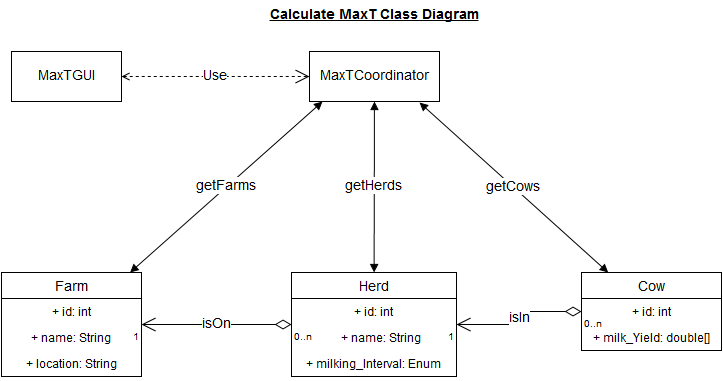 Calculate MaxT Class Diagram
MaxTGUI
Use
MaxTCoordinator
getFarms
getHerds
getCows
Farm
+ id: int
+ name: String
1
+ location: String
isOn
Herd
+ id: int
0..n
+ name: String
1
+ milking_Interval: Enum
isIn
Cow
+ id: int
0..n
+ milk_Yield: double[]